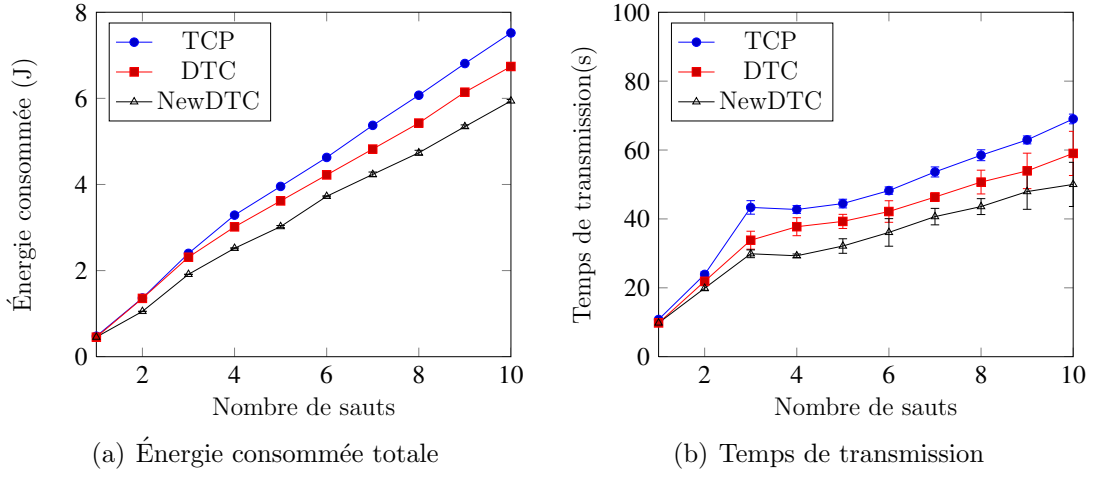 TCP
DTC
NewDTC
Énergie consommée (J)
8
6
4
2
0
2 4 6 8 10
Nombre de sauts
(a) Énergie consommée totale
TCP
DTC
NewDTC
Temps de transmission(s)
100
80
60
40
20
0
2 4 6 8 10
Nombre de sauts
(b) Temps de transmission